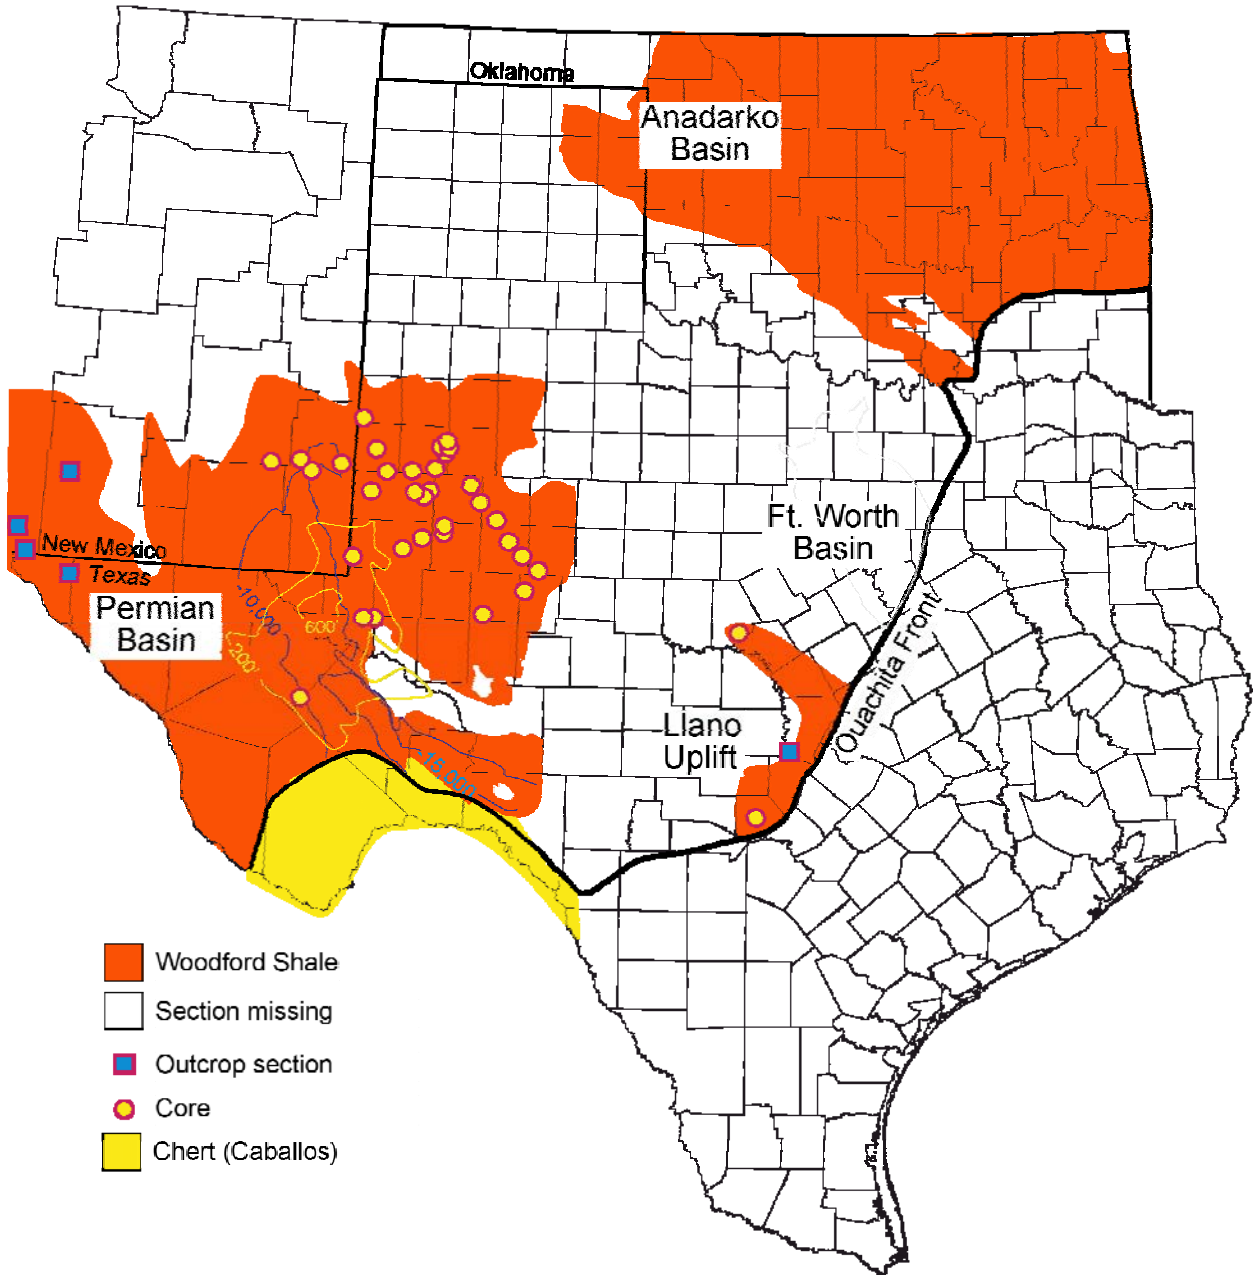 Oklahoma
Anadarko
Basin
Ft. Worth
Basin
New Mexico
Texas
Permian
Basin
-10,000
600'
-200'
Ouachita Front
Llano
Uplift
-15,000
Woodford Shale
Section missing
Outcrop section
Core
Chert (Caballos)